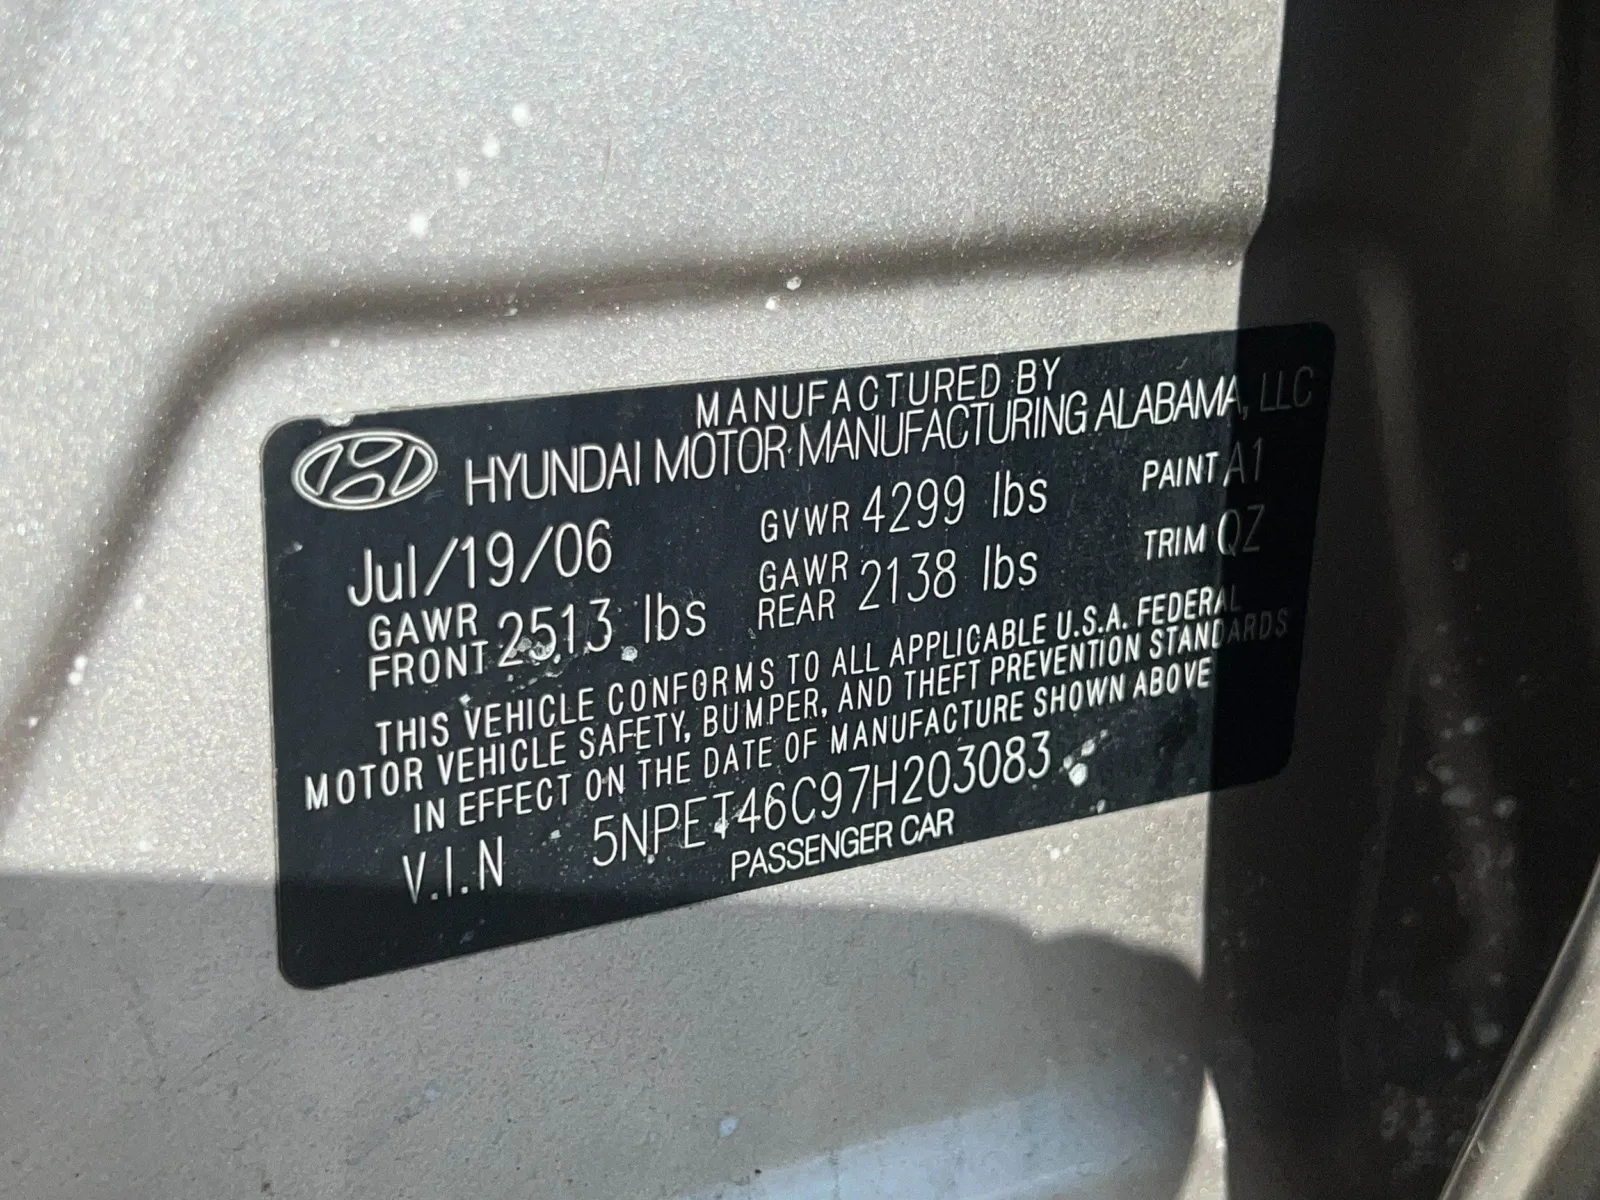 MANUFACTURED BY
HYUNDAI MOTOR MANUFACTURING ALABAMA, LLC
Jul/19/06 GVWR 4299 lbs PAINT A1
GAWR FRONT 2513 lbs GAWR REAR 2138 lbs TRIM QZ
THIS VEHICLE CONFORMS TO ALL APPLICABLE U.S.A. FEDERAL
MOTOR VEHICLE SAFETY, BUMPER, AND THEFT PREVENTION STANDARDS
IN EFFECT ON THE DATE OF MANUFACTURE SHOWN ABOVE
V.I.N 5NPET46C97H203083
PASSENGER CAR